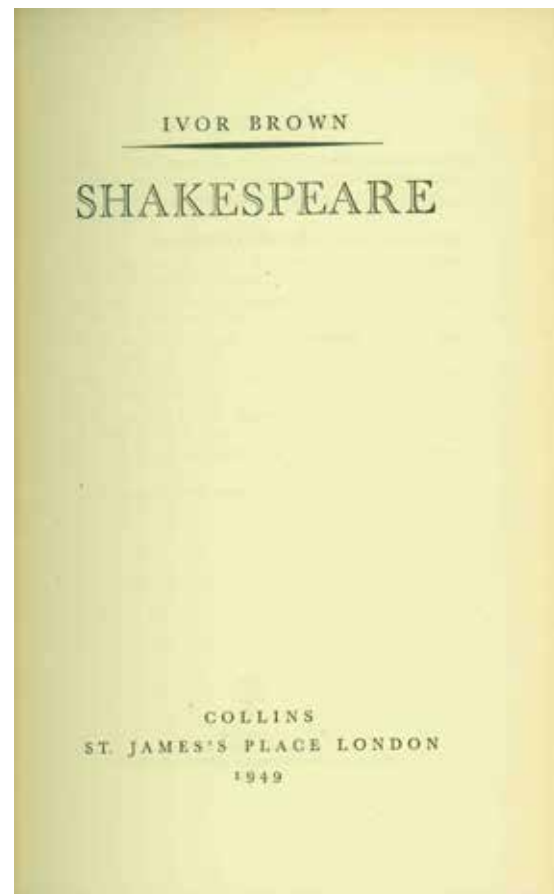 IVOR BROWN
SHAKESPEARE
COLLINS
ST. JAMES'S PLACE LONDON
1949